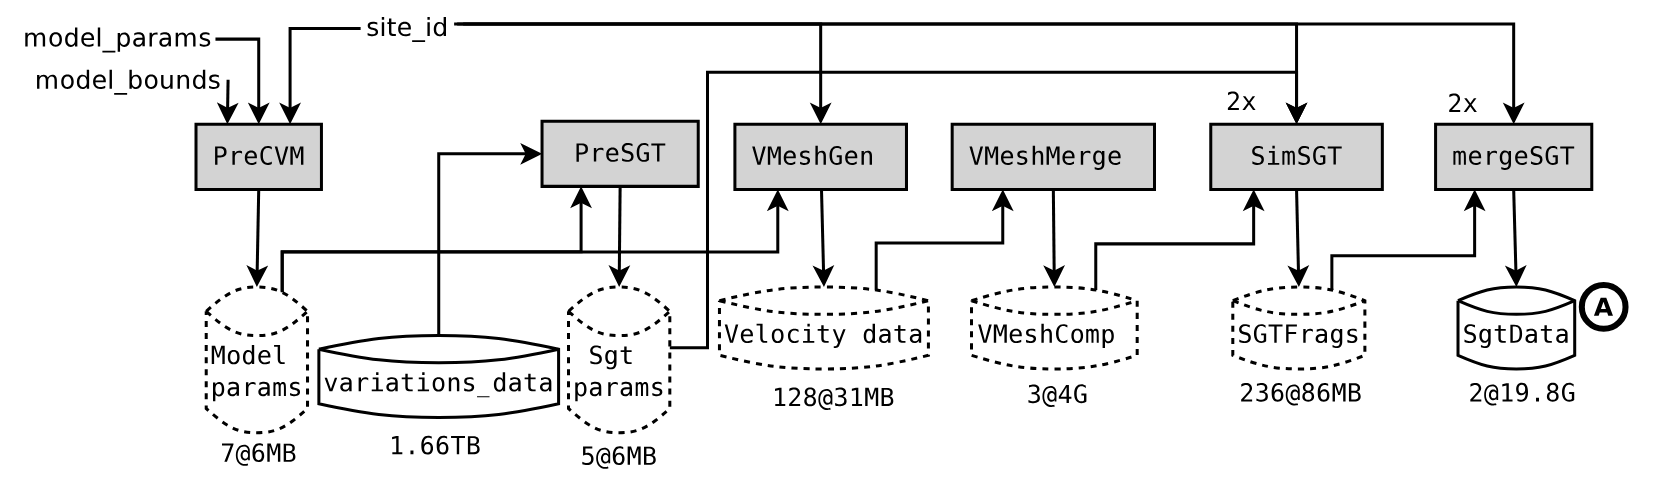 site_id
model_params
model_bounds
2x
2x
PreCVM
PreSGT
VMeshGen
VMeshMerge
SimSGT
mergeSGT
A
Model
params
variations_data
Sgt
params
Velocity data
VMeshComp
SGTFrags
SgtData
7@6MB
1.66TB
5@6MB
128@31MB
3@4G
236@86MB
2@19.8G